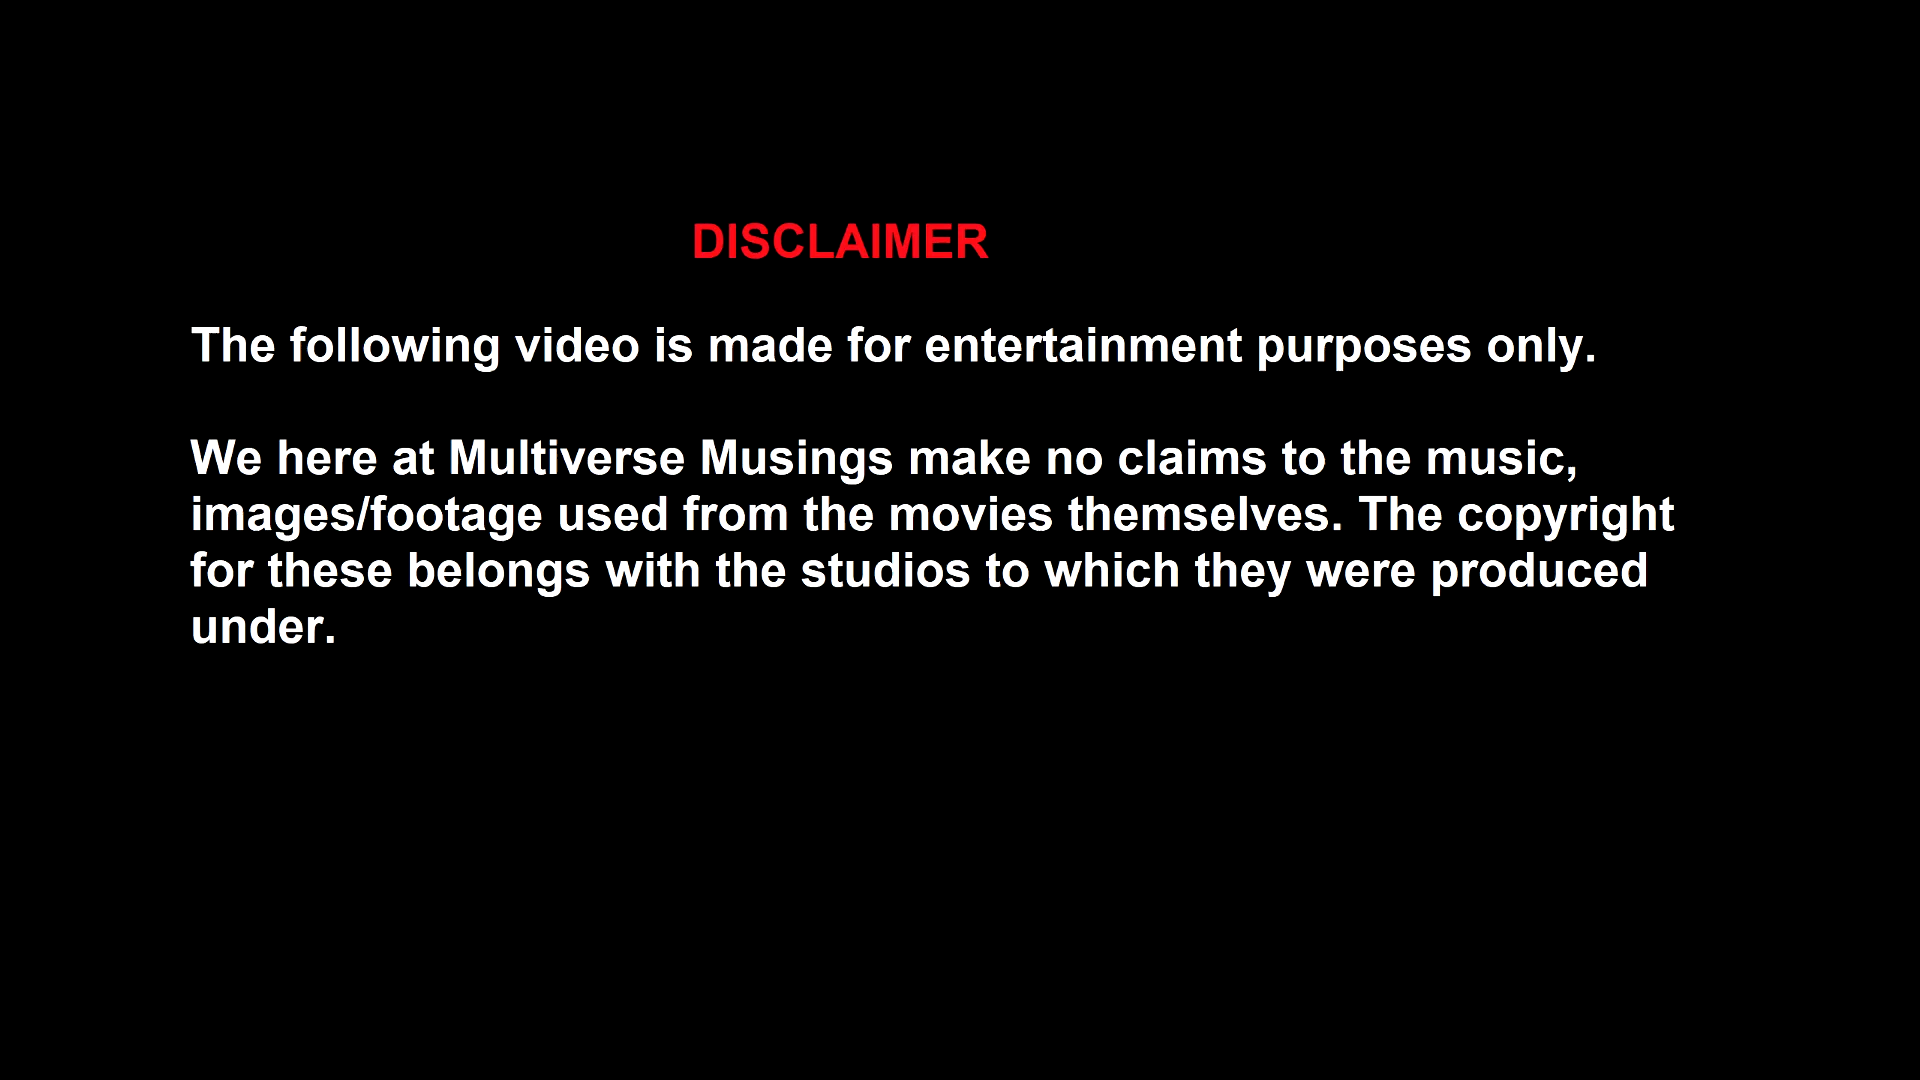 DISCLAIMER
The following video is made for entertainment purposes only.
We here at Multiverse Musings make no claims to the music,
images/footage used from the movies themselves. The copyright
for these belongs with the studios to which they were produced
under.